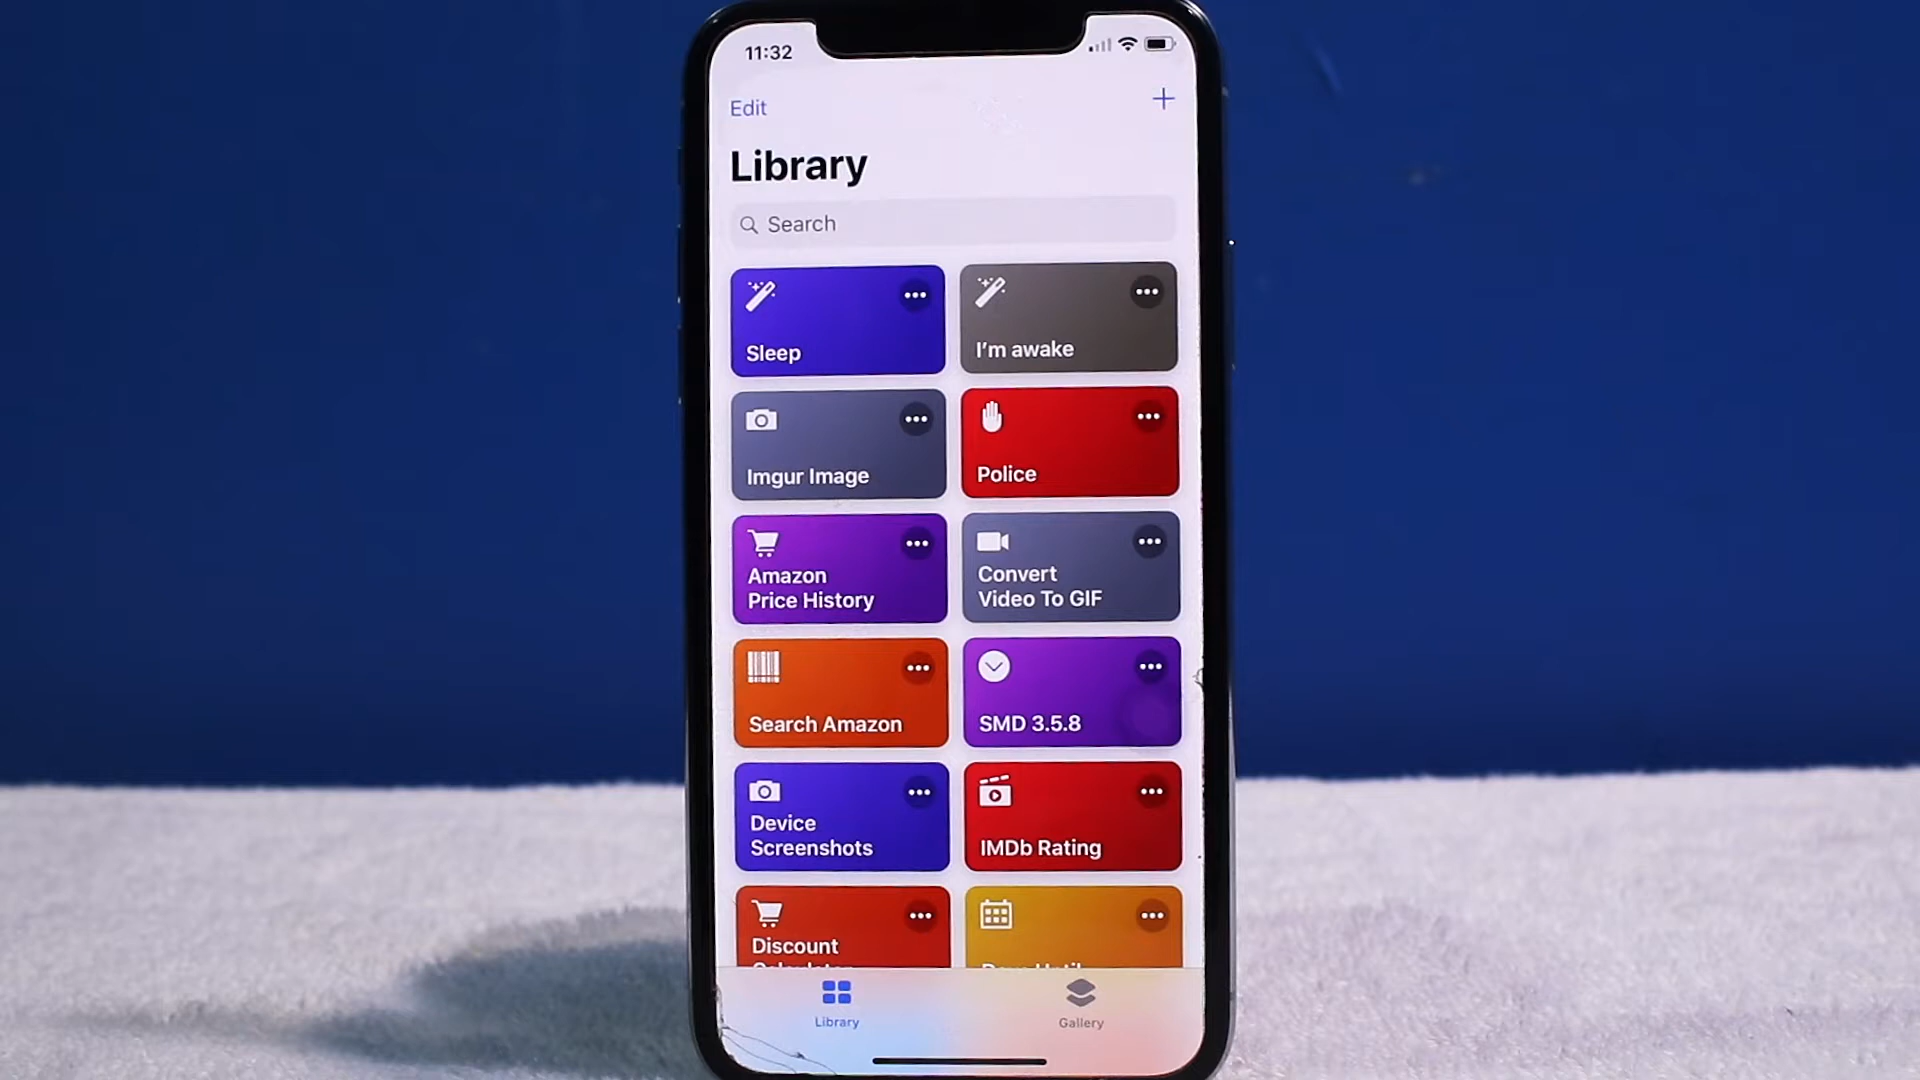 11:32
Edit
Library
Search
Sleep
I'm awake
Imgur Image
Police
Amazon
Price History
Convert
Video To GIF
Search Amazon
SMD 3.5.8
Device
Screenshots
IMDb Rating
Discount
Library
Gallery